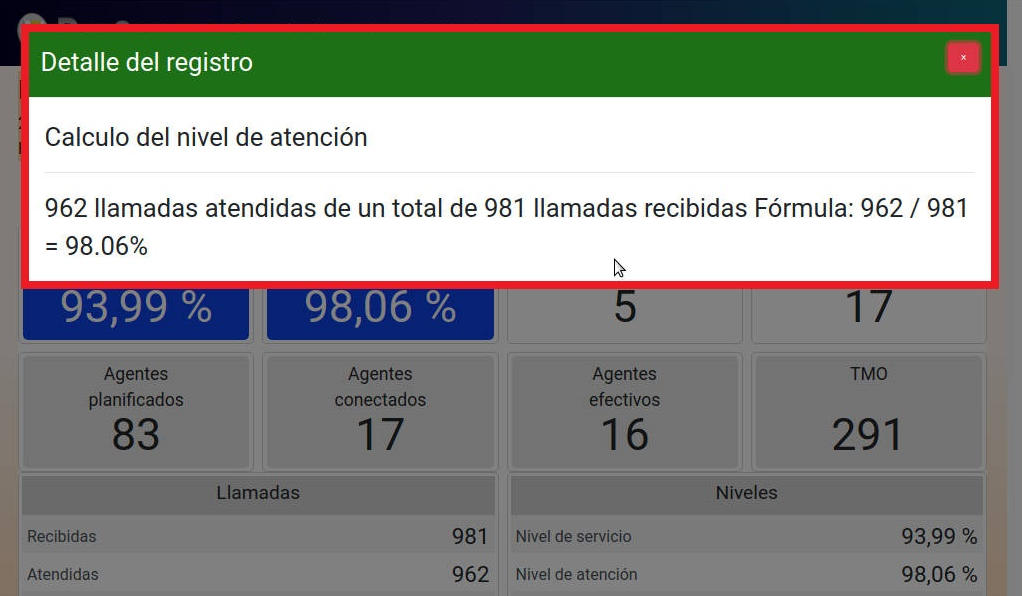 Detalle del registro
×
Calculo del nivel de atención
962 llamadas atendidas de un total de 981 llamadas recibidas Fórmula: 962 / 981
= 98.06%
93,99 %
98,06 %
5
17
Agentes
planificados
83
Agentes
conectados
17
Agentes
efectivos
16
TMO
291
Llamadas
Recibidas 981
Atendidas 962
Niveles
Nivel de servicio 93,99 %
Nivel de atención 98,06 %